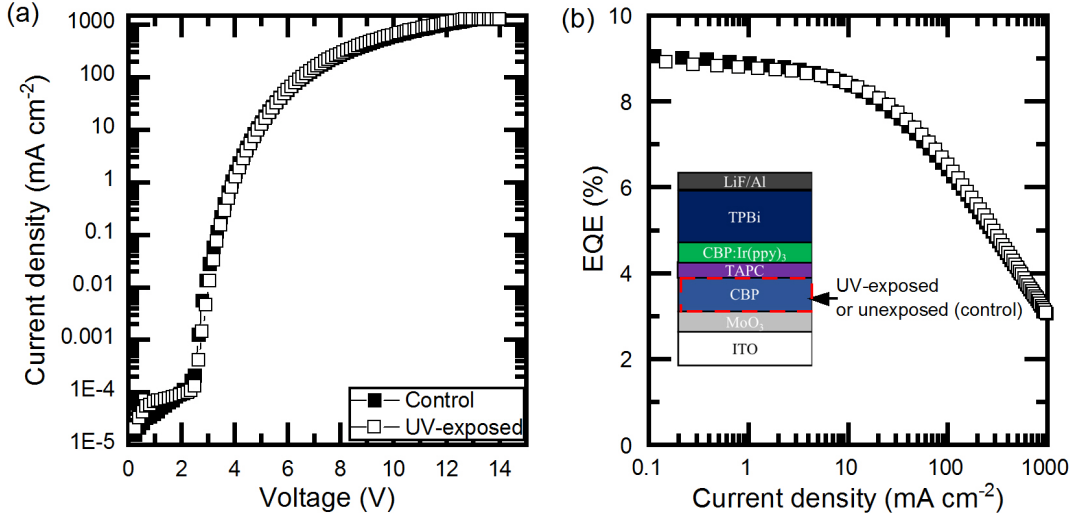 (a)
Current density (mA cm-2)
1000
100
10
1
0.1
0.01
0.001
1E-4
1E-5
0 2 4 6 8 10 12 14
Voltage (V)
Control
UV-exposed
(b)
EQE (%)
10
8
6
4
2
0
0.1 1 10 100 1000
Current density (mA cm-2)
LiF/Al
TPBi
CBP:Ir(ppy)3
TAPC
CBP
MoO3
ITO
UV-exposed
or unexposed (control)